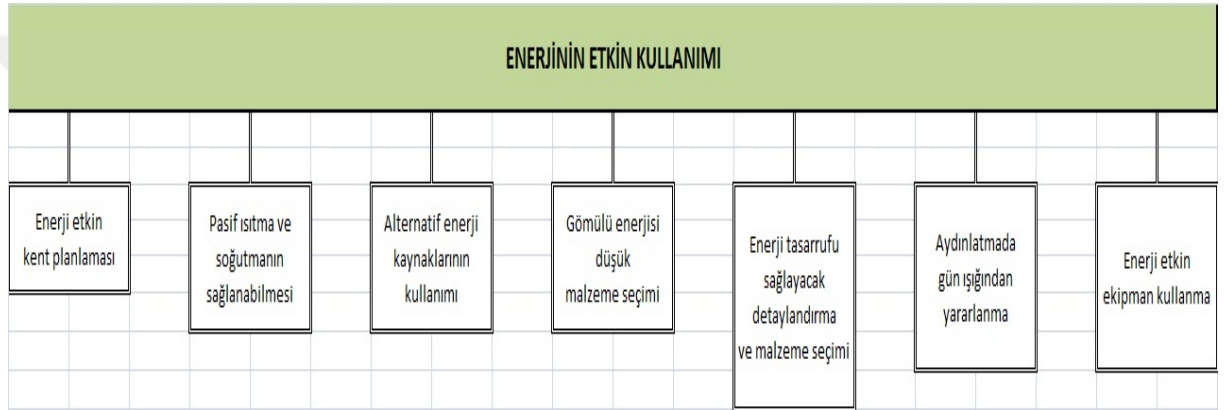 ENERJİNİN ETKİN KULLANIMI
Enerji etkin
kent planlaması
Pasif ısıtma ve
soğutmanın
sağlanabilmesi
Alternatif enerji
kaynaklarının
kullanımı
Gömülü enerjisi
düşük
malzeme seçimi
Enerji tasarrufu
sağlayacak
detaylandırma
ve malzeme seçimi
Aydınlatmada
gün ışığından
yararlanma
Enerji etkin
ekipman kullanma